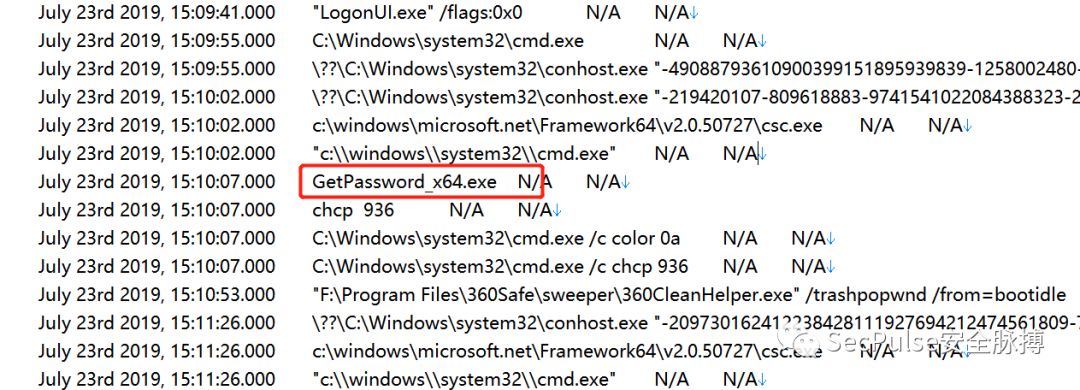 July 23rd 2019, 15:09:41.000 "LogonUI.exe" /flags:0x0 N/A N/A↓
July 23rd 2019, 15:09:55.000 C:\Windows\system32\cmd.exe N/A N/A↓
July 23rd 2019, 15:09:55.000 \??\C:\Windows\system32\conhost.exe "-49088793610900399151895939839-1258002480-
July 23rd 2019, 15:10:02.000 \??\C:\Windows\system32\conhost.exe "-219420107-809618883-9741541022084388323-2
July 23rd 2019, 15:10:02.000 c:\windows\microsoft.net\Framework64\v2.0.50727\csc.exe N/A N/A↓
July 23rd 2019, 15:10:02.000 "c:\\windows\\system32\\cmd.exe" N/A N/A↓
July 23rd 2019, 15:10:07.000 GetPassword_x64.exe N/A N/A↓
July 23rd 2019, 15:10:07.000 chcp 936 N/A N/A↓
July 23rd 2019, 15:10:07.000 C:\Windows\system32\cmd.exe /c color 0a N/A N/A↓
July 23rd 2019, 15:10:07.000 C:\Windows\system32\cmd.exe /c chcp 936 N/A N/A↓
July 23rd 2019, 15:10:53.000 "F:\Program Files\360Safe\sweeper\360CleanHelper.exe" /trashpopwnd /from=bootidle
July 23rd 2019, 15:11:26.000 \??\C:\Windows\system32\conhost.exe
July 23rd 2019, 15:11:26.000 c:\windows\microsoft.net\Framework64\v2.0.50727\csc.exe N/A N/A↓
SecPulse安全脉搏
July 23rd 2019, 15:11:26.000 "c:\\windows\\system32\\cmd.exe" N/A N/A↓